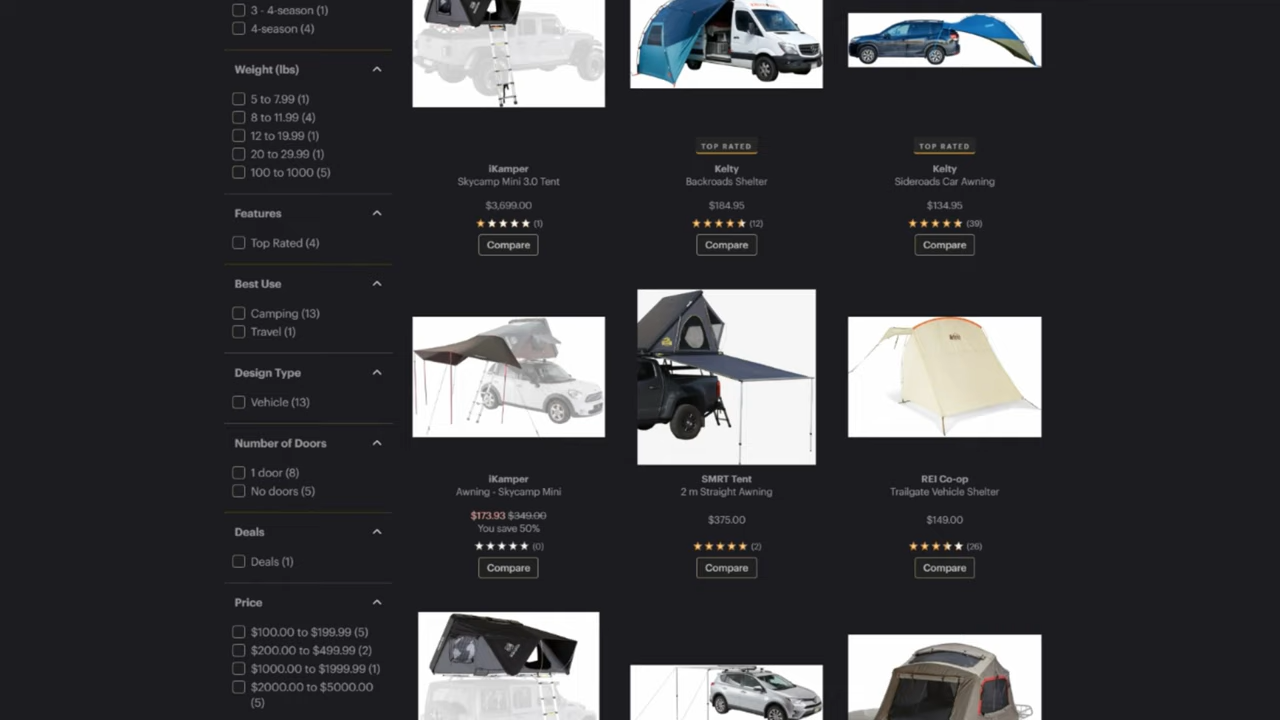 3 - 4-season (1)
4-season (4)
Weight (lbs)
5 to 7.99 (1)
8 to 11.99 (4)
12 to 19.99 (1)
20 to 29.99 (1)
100 to 1000 (5)
Features
Top Rated (4)
Best Use
Camping (13)
Travel (1)
Design Type
Vehicle (13)
Number of Doors
1 door (8)
No doors (5)
Deals
Deals (1)
Price
$100.00 to $199.99 (5)
$200.00 to $499.99 (2)
$1000.00 to $1999.99 (1)
$2000.00 to $5000.00
(5)
iKamper
Skycamp Mini 3.0 Tent
$3,699.00
(1)
Compare
TOP RATED
Kelty
Backroads Shelter
$184.95
(12)
Compare
TOP RATED
Kelty
Sideroads Car Awning
$134.95
(39)
Compare
iKamper
Awning - Skycamp Mini
$173.93 $349.00
You save 50%
(0)
Compare
SMRT Tent
2 m Straight Awning
$375.00
(2)
Compare
REI Co-op
Trailgate Vehicle Shelter
$149.00
(26)
Compare